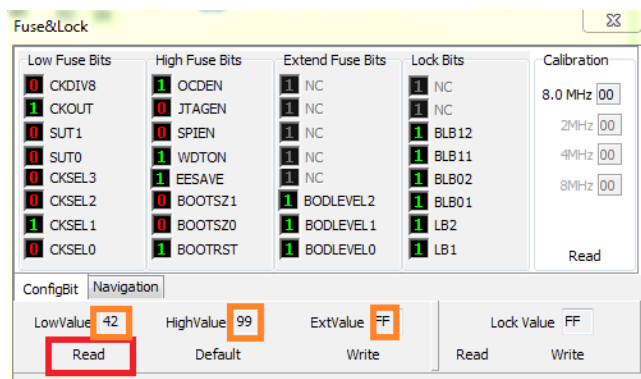 Fuse&Lock
Low Fuse Bits High Fuse Bits Extend Fuse Bits Lock Bits Calibration
0 CKDIV8 1 OCDEN 1 NC 1 NC 8.0 MHz 00
1 CKOUT 0 JTAGEN 1 NC 1 NC
0 SUT1 0 SPIEN 1 NC 1 BLB12 2MHz 00
0 SUT0 1 WDTON 1 NC 1 BLB11 4MHz 00
0 CKSEL3 1 EESAVE 1 NC 1 BLB02 8MHz 00
0 CKSEL2 0 BOOTSZ1 1 BODLEVEL2 1 BLB01
1 CKSEL1 0 BOOTSZ0 1 BODLEVEL1 1 LB2
0 CKSEL0 1 BOOTRST 1 BODLEVEL0 1 LB1 Read
ConfigBit Navigation
LowValue 42 HighValue 99 ExtValue FF Lock Value FF
Read Default Write Read Write